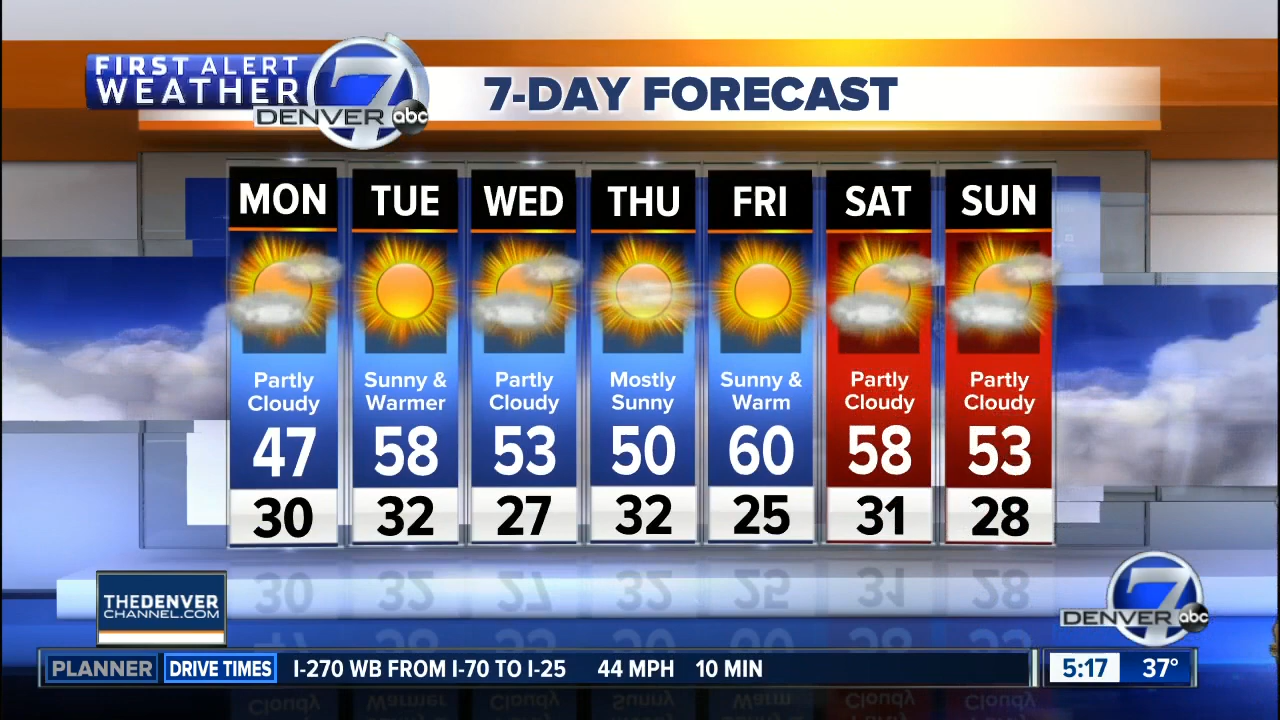 FIRST ALERT
WEATHER
7
DENVER abc
7-DAY FORECAST
MON TUE WED THU FRI SAT SUN
Partly Cloudy
Sunny & Warmer
Partly Cloudy
Mostly Sunny
Sunny & Warm
Partly Cloudy
Partly Cloudy
47 58 53 50 60 58 53
30 32 27 32 25 31 28
THEDENVER
CHANNEL.COM
7
DENVER abc
PLANNER DRIVE TIMES I-270 WB FROM I-70 TO I-25 44 MPH 10 MIN 5:17 37°